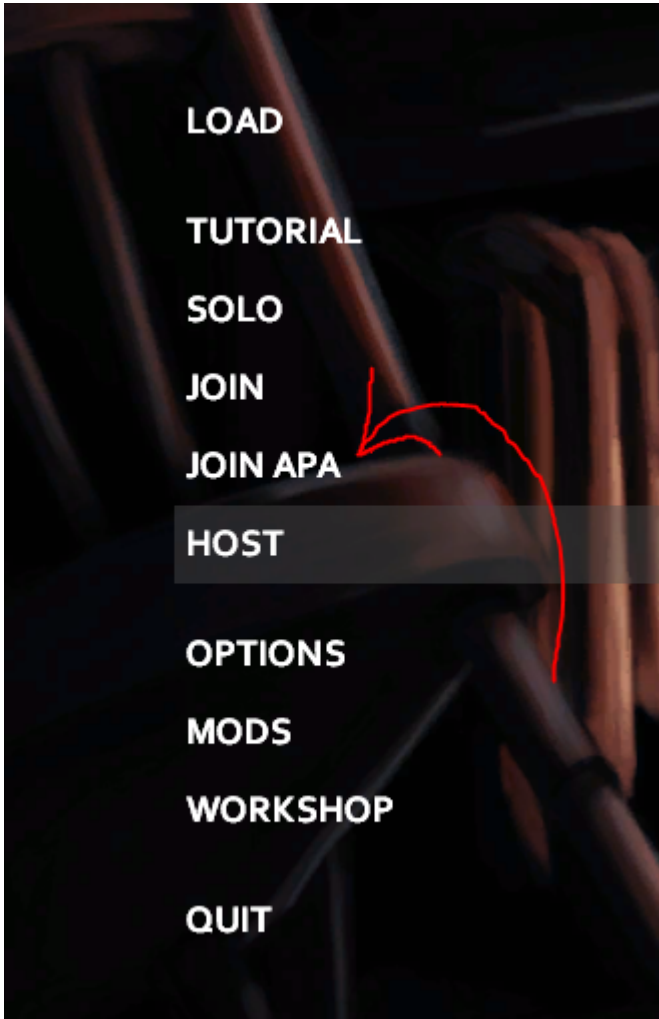 LOAD
TUTORIAL
SOLO
JOIN
JOIN APA
HOST
OPTIONS
MODS
WORKSHOP
QUIT